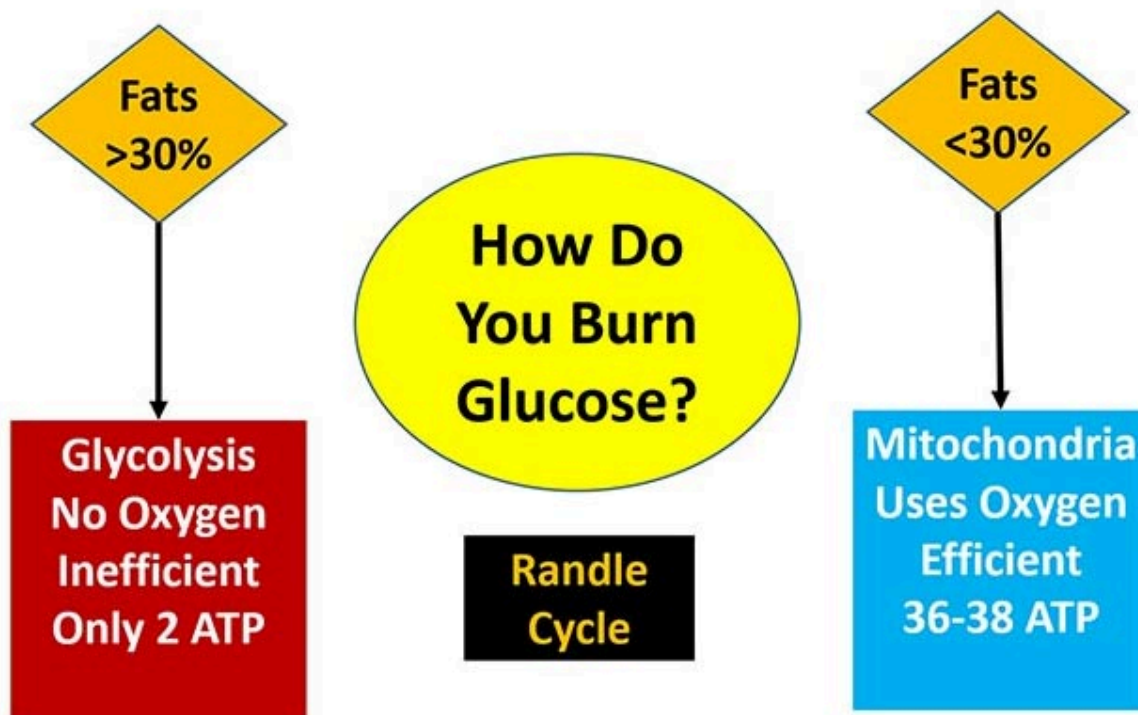 Fats
>30%
Fats
<30%
How Do
You Burn
Glucose?
Glycolysis
No Oxygen
Inefficient
Only 2 ATP
Randle
Cycle
Mitochondria
Uses Oxygen
Efficient
36-38 ATP